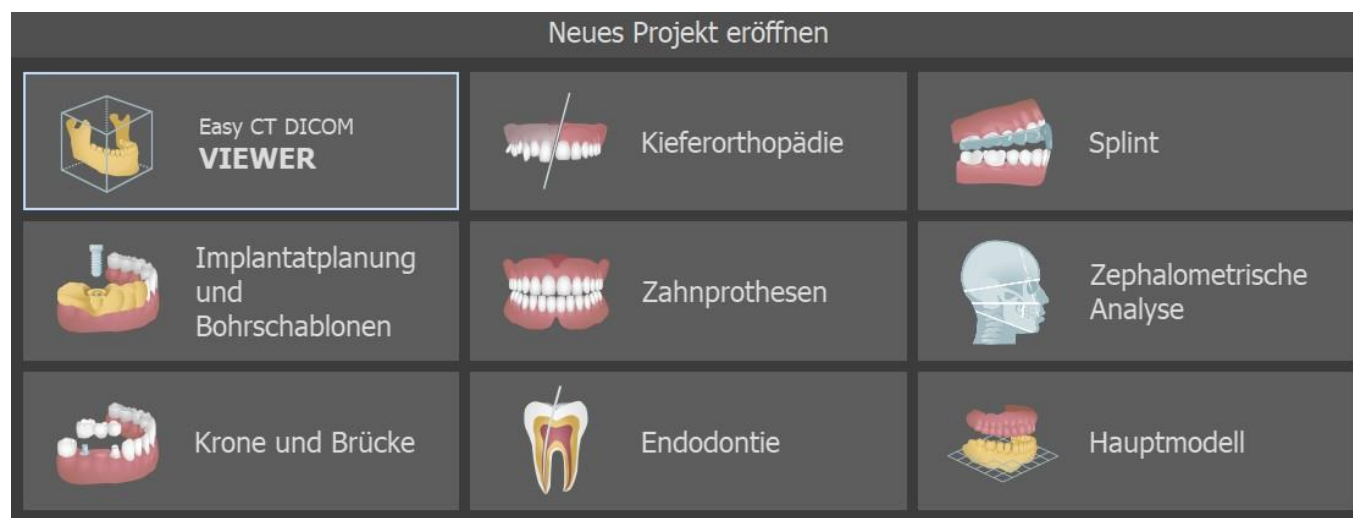 Neues Projekt eröffnen
Easy CT DICOM
VIEWER
Kieferorthopädie
Splint
Implantatplanung
und
Bohrschablonen
Zahnprothesen
Zephalometrische
Analyse
Krone und Brücke
Endodontie
Hauptmodell